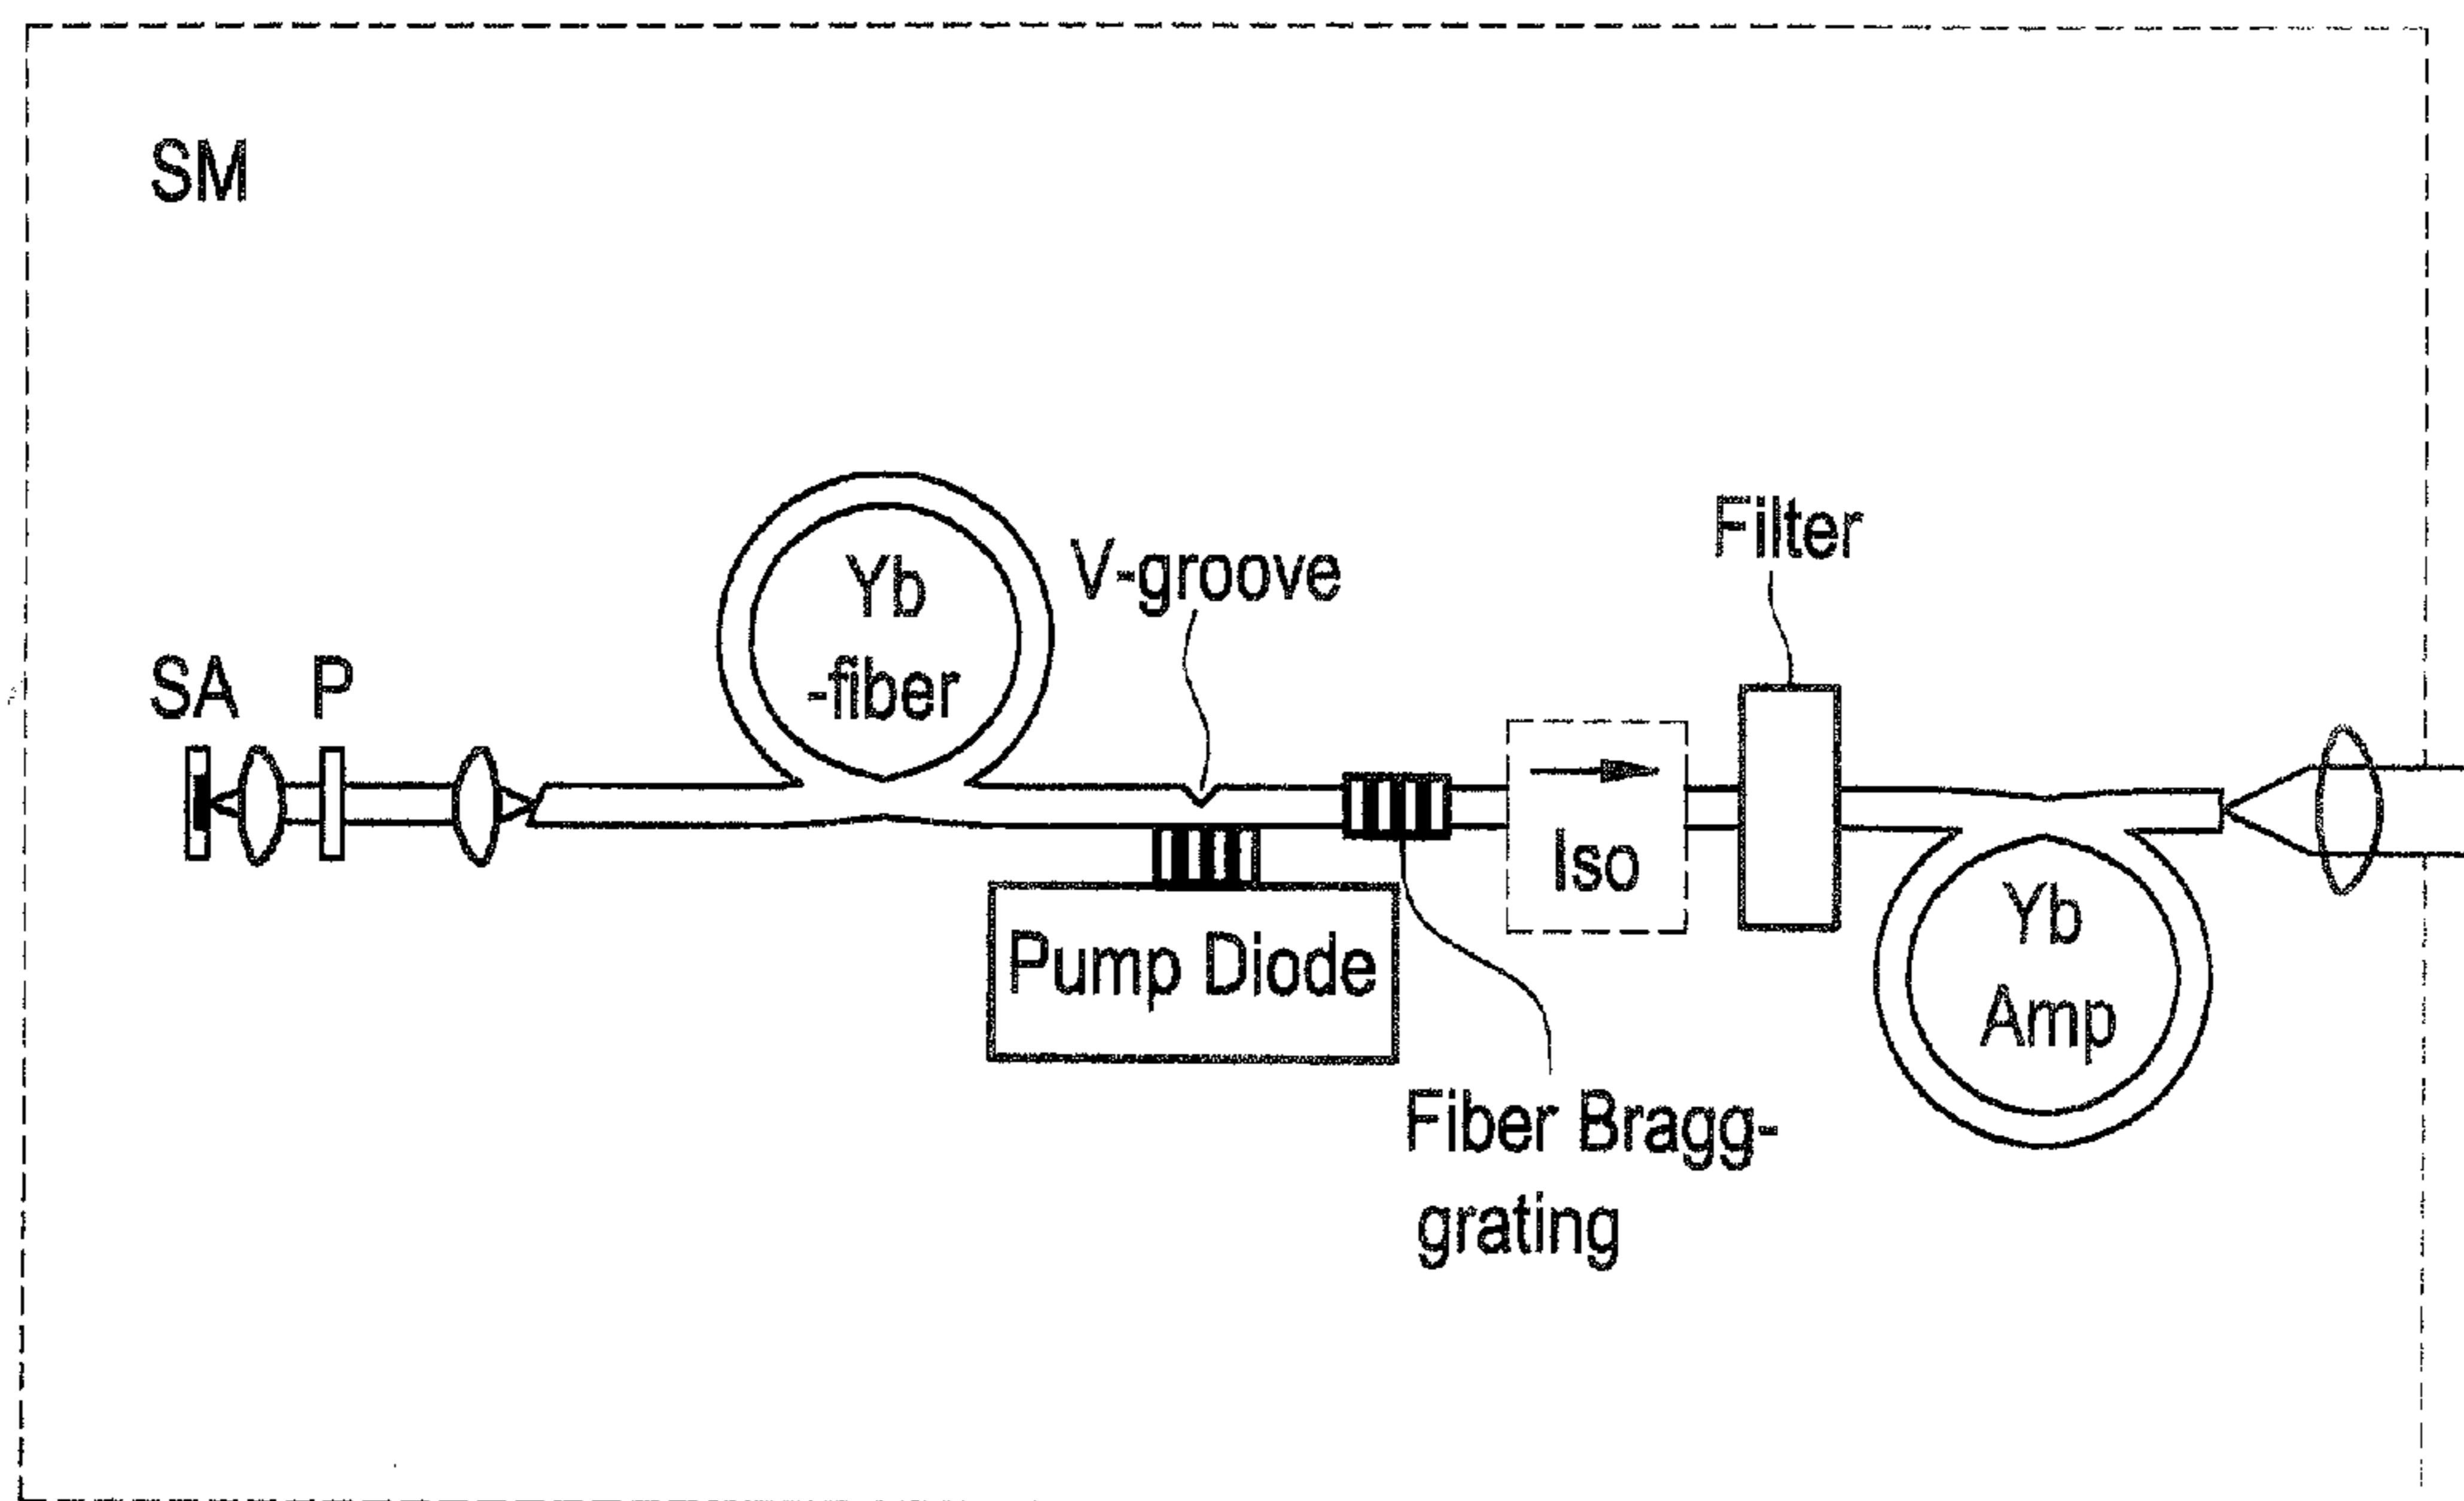 SM
Filter
V-groove
Yb
-fiber
SA P
Iso
Yb
Amp
Pump Diode
Fiber Bragg-
grating